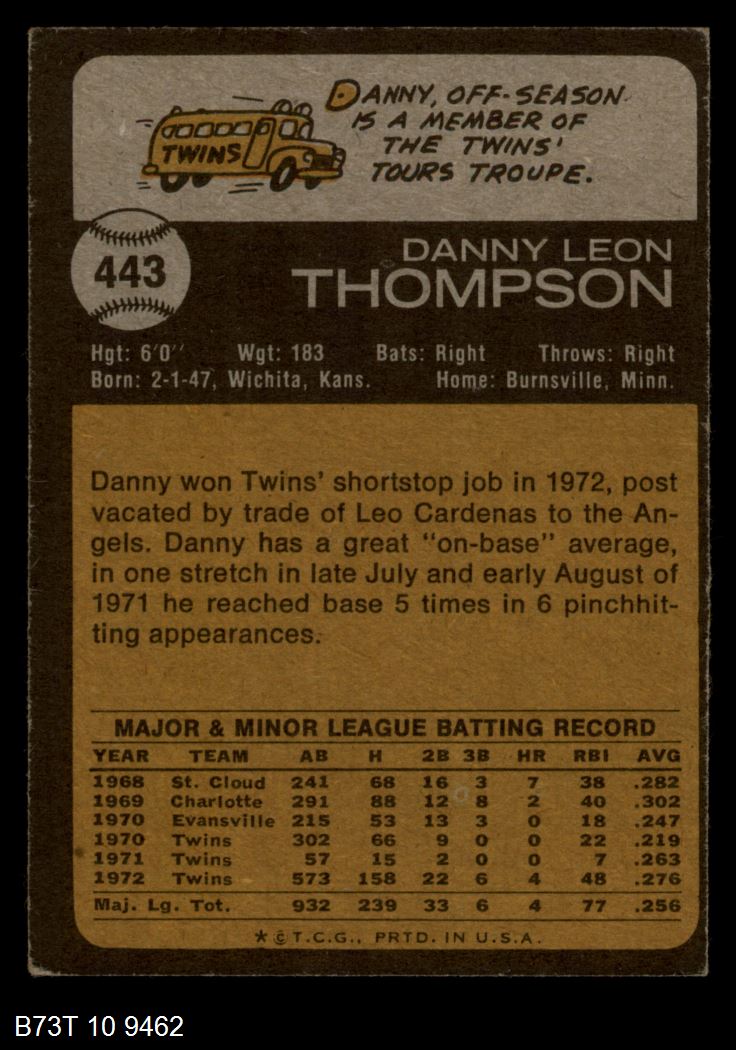 DANNY, OFF-SEASON
IS A MEMBER OF
THE TWINS'
TOURS TROUPE.
TWINS
443
DANNY LEON
THOMPSON
Hgt: 6'0'' Wgt: 183 Bats: Right Throws: Right
Born: 2-1-47, Wichita, Kans. Home: Burnsville, Minn.
Danny won Twins' shortstop job in 1972, post
vacated by trade of Leo Cardenas to the An-
gels. Danny has a great "on-base" average,
in one stretch in late July and early August of
1971 he reached base 5 times in 6 pinchhit-
ting appearances.
MAJOR & MINOR LEAGUE BATTING RECORD
YEAR TEAM AB H 2B 3B HR RBI AVG
1968 St. Cloud 241 68 16 3 7 38 .282
1969 Charlotte 291 88 12 8 2 40 .302
1970 Evansville 215 53 13 3 0 18 .247
1970 Twins 302 66 9 0 0 22 .219
1971 Twins 57 15 2 0 0 7 .263
1972 Twins 573 158 22 6 4 48 .276
Maj. Lg. Tot. 932 239 33 6 4 77 .256
* © T.C.G., PRTD. IN U.S.A.
B73T 10 9462